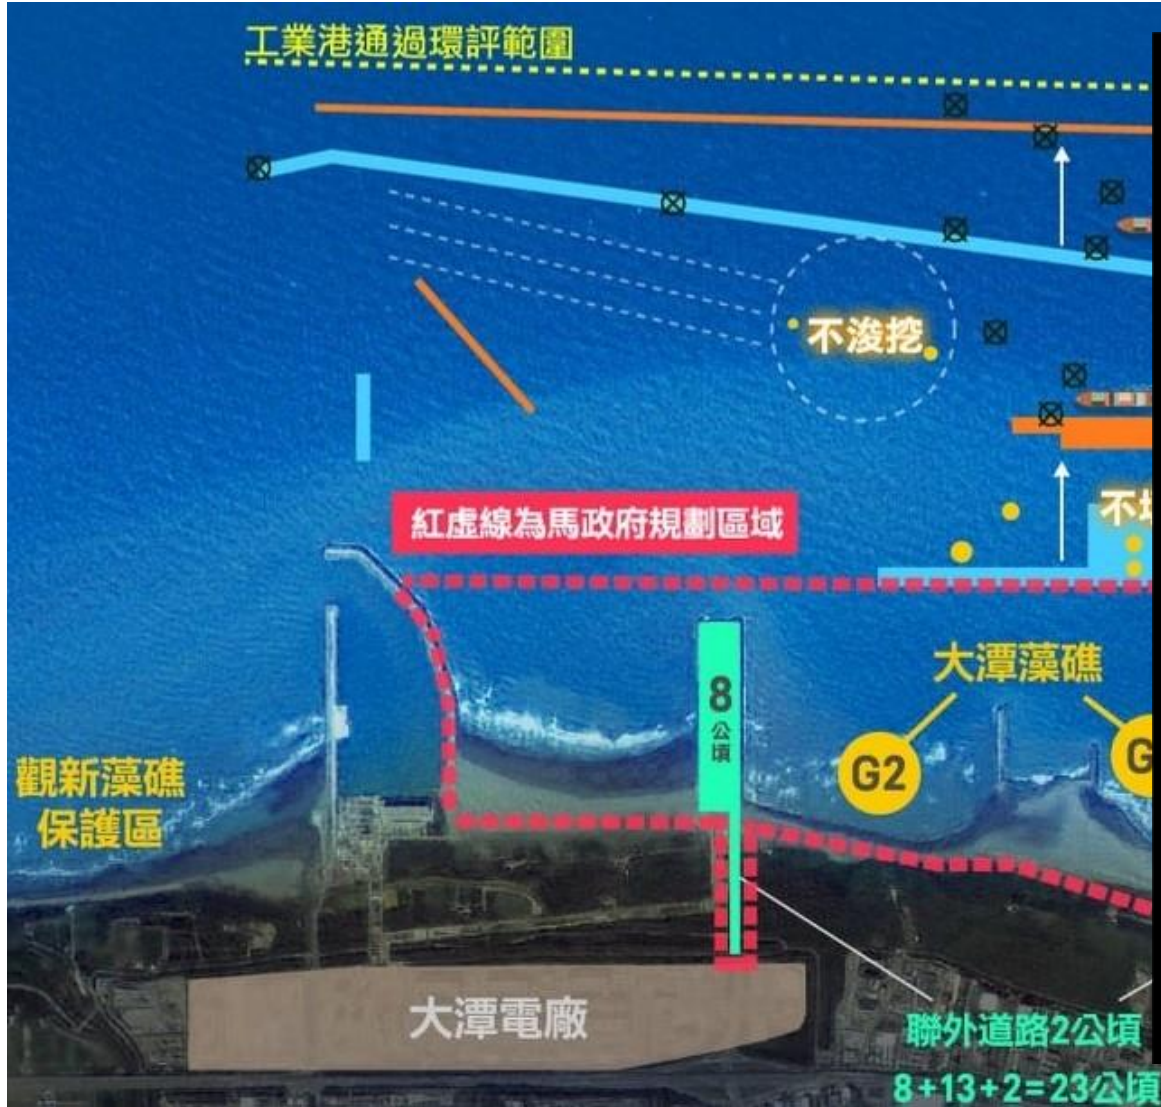 工業港通過環評範圍
不浚挖
紅虛線為馬政府規劃區域
不
大潭藻礁
8
公頃
G2
G
觀新藻礁
保護區
大潭電廠
聯外道路2公頃
8+13+2=23公頃